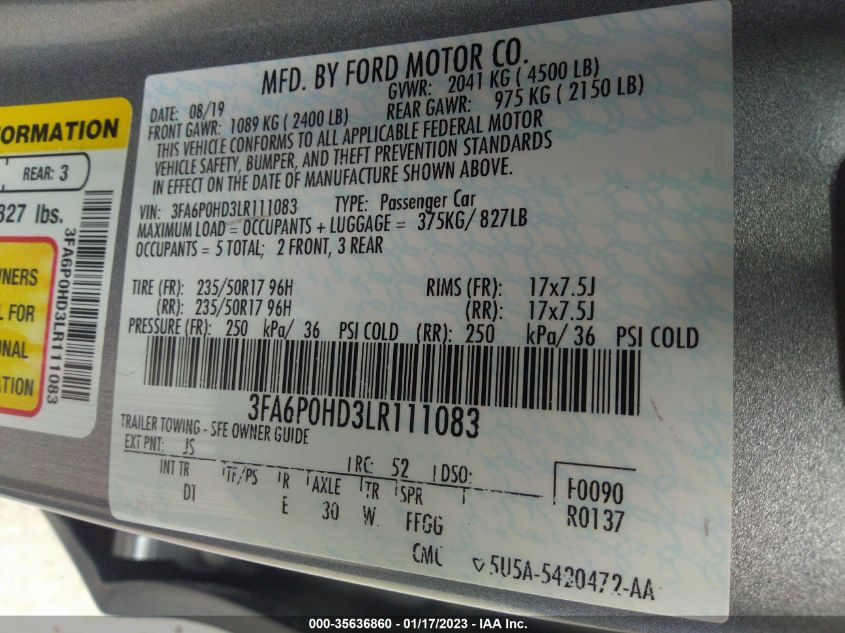 MFD. BY FORD MOTOR CO.
DATE: 08/19 GVWR: 2041 KG ( 4500 LB)
FRONT GAWR: 1089 KG ( 2400 LB) REAR GAWR: 975 KG ( 2150 LB)
THIS VEHICLE CONFORMS TO ALL APPLICABLE FEDERAL MOTOR
VEHICLE SAFETY, BUMPER, AND THEFT PREVENTION STANDARDS
IN EFFECT ON THE DATE OF MANUFACTURE SHOWN ABOVE.
VIN: 3FA6P0HD3LR111083 TYPE: Passenger Car
MAXIMUM LOAD = OCCUPANTS + LUGGAGE = 375KG/ 827LB
OCCUPANTS = 5 TOTAL; 2 FRONT, 3 REAR
TIRE (FR): 235/50R17 96H RIMS (FR): 17x7.5J
(RR): 235/50R17 96H (RR): 17x7.5J
PRESSURE (FR): 250 kPa/ 36 PSI COLD (RR): 250 kPa/ 36 PSI COLD
3FA6P0HD3LR111083
TRAILER TOWING - SEE OWNER GUIDE
EXT PNT: JS RC: 52 DSO:
INT TR TP/PS R AXLE TR SPR
DT E 30 W FFGG
F0090
R0137
CMC 5U5A-5420472-AA
ORMATION
REAR: 3
327 lbs.
3FA6P0HD3LR111083
NERS
L FOR
ONAL
ATION
000-35636860 — 01/17/2023 — IAA Inc.